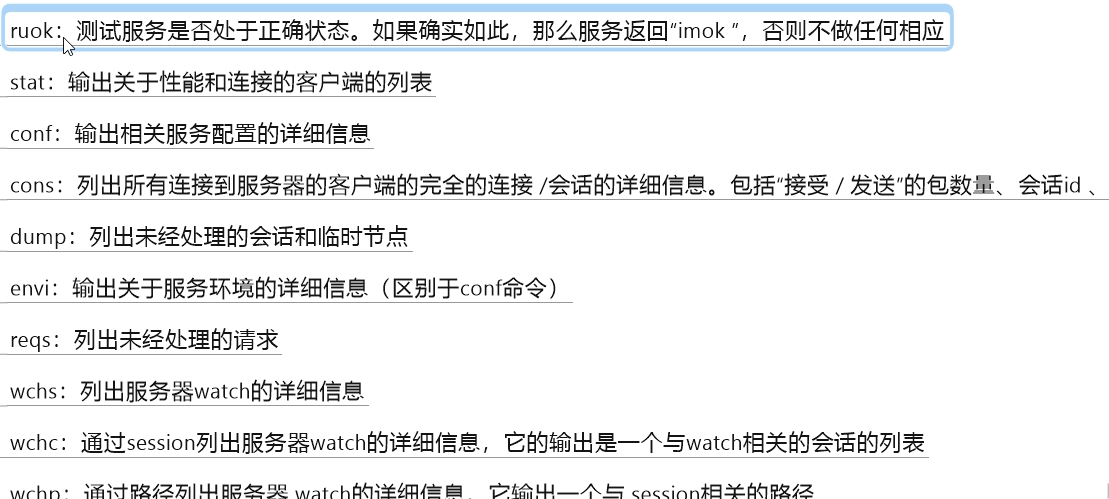 ruok：测试服务是否处于正确状态。如果确实如此，那么服务返回“imok ”，否则不做任何相应
stat：输出关于性能和连接的客户端的列表
conf：输出相关服务配置的详细信息
cons：列出所有连接到服务器的客户端的完全的连接 /会话的详细信息。包括“接受 / 发送”的包数量、会话id 、
dump：列出未经处理的会话和临时节点
envi：输出关于服务环境的详细信息（区别于conf命令）
reqs：列出未经处理的请求
wchs：列出服务器watch的详细信息
wchc：通过session列出服务器watch的详细信息，它的输出是一个与watch相关的会话的列表
wchp：通过路径列出服务器 watch的详细信息，它输出一个与 session相关的路径